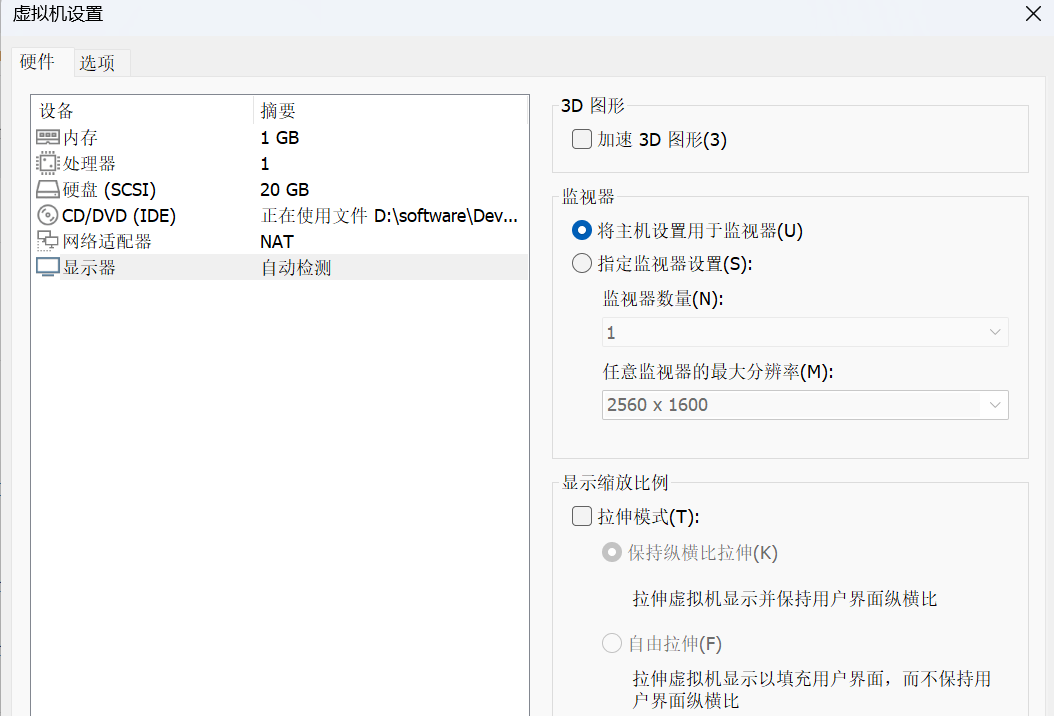 虚拟机设置
硬件 选项
设备 摘要
内存 1 GB
处理器 1
硬盘 (SCSI) 20 GB
CD/DVD (IDE) 正在使用文件 D:\software\Dev...
网络适配器 NAT
显示器 自动检测
3D 图形
加速 3D 图形(3)
监视器
将主机设置用于监视器(U)
指定监视器设置(S):
监视器数量(N):
1
任意监视器的最大分辨率(M):
2560 x 1600
显示缩放比例
拉伸模式(T):
保持纵横比拉伸(K)
拉伸虚拟机显示并保持用户界面纵横比
自由拉伸(F)
拉伸虚拟机显示以填充用户界面，而不保持用
户界面纵横比